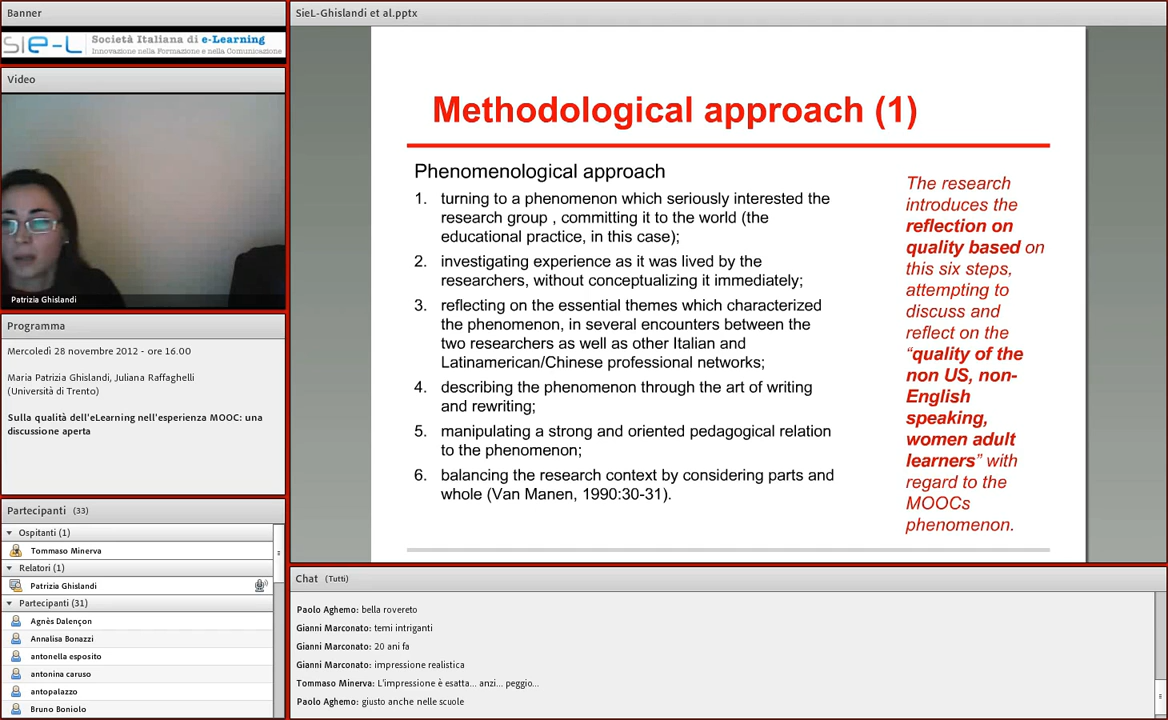 Banner
sie-L Società Italiana di e-Learning
Innovazione nella Formazione e nella Comunicazione
Video
Patrizia Ghislandi
Programma
Mercoledì 28 novembre 2012 - ore 16.00
Maria Patrizia Ghislandi, Juliana Raffaghelli
(Università di Trento)
Sulla qualità dell'eLearning nell'esperienza MOOC: una
discussione aperta
Partecipanti (33)
Ospitanti (1)
Tommaso Minerva
Relatori (1)
Patrizia Ghislandi
Partecipanti (31)
Agnès Dalençon
Annalisa Bonazzi
antonella esposito
antonina caruso
antopalazzo
Bruno Boniolo
SieL-Ghislandi et al.pptx
Methodological approach (1)
Phenomenological approach
1. turning to a phenomenon which seriously interested the
research group , committing it to the world (the
educational practice, in this case);
2. investigating experience as it was lived by the
researchers, without conceptualizing it immediately;
3. reflecting on the essential themes which characterized
the phenomenon, in several encounters between the
two researchers as well as other Italian and
Latinamerican/Chinese professional networks;
4. describing the phenomenon through the art of writing
and rewriting;
5. manipulating a strong and oriented pedagogical relation
to the phenomenon;
6. balancing the research context by considering parts and
whole (Van Manen, 1990:30-31).
The research
introduces the
reflection on
quality based on
this six steps,
attempting to
discuss and
reflect on the
“quality of the
non US, non-
English
speaking,
women adult
learners” with
regard to the
MOOCs
phenomenon.
Chat (Tutti)
Paolo Aghemo: bella rovereto
Gianni Marconato: temi intriganti
Gianni Marconato: 20 ani fa
Gianni Marconato: impressione realistica
Tommaso Minerva: L'impressione è esatta... anzi... peggio...
Paolo Aghemo: giusto anche nelle scuole